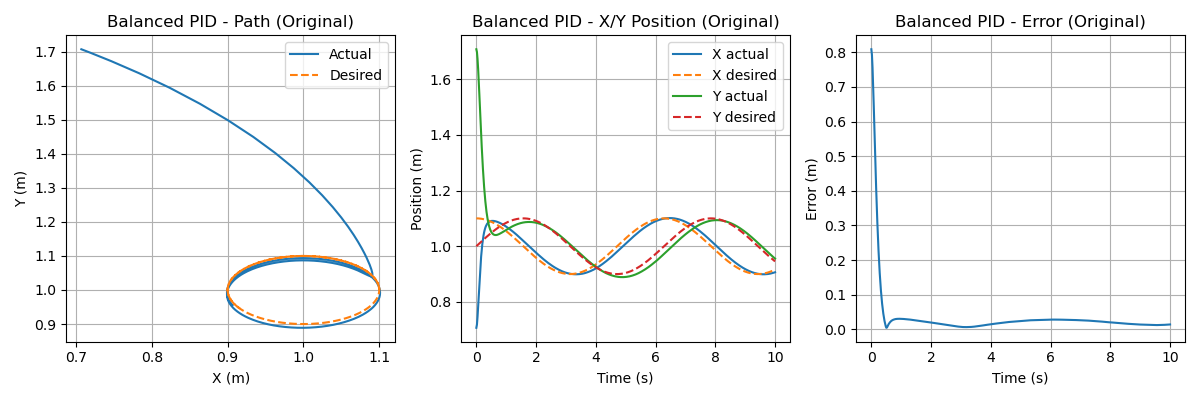 Balanced PID - Path (Original)
Actual
Desired
1.7
1.6
1.5
1.4
1.3
1.2
1.1
1.0
0.9
Y (m)
0.7
0.8
0.9
1.0
1.1
X (m)
Balanced PID - X/Y Position (Original)
X actual
X desired
Y actual
Y desired
1.6
1.4
1.2
1.0
0.8
Position (m)
0
2
4
6
8
10
Time (s)
Balanced PID - Error (Original)
0.8
0.7
0.6
0.5
0.4
0.3
0.2
0.1
0.0
Error (m)
0
2
4
6
8
10
Time (s)